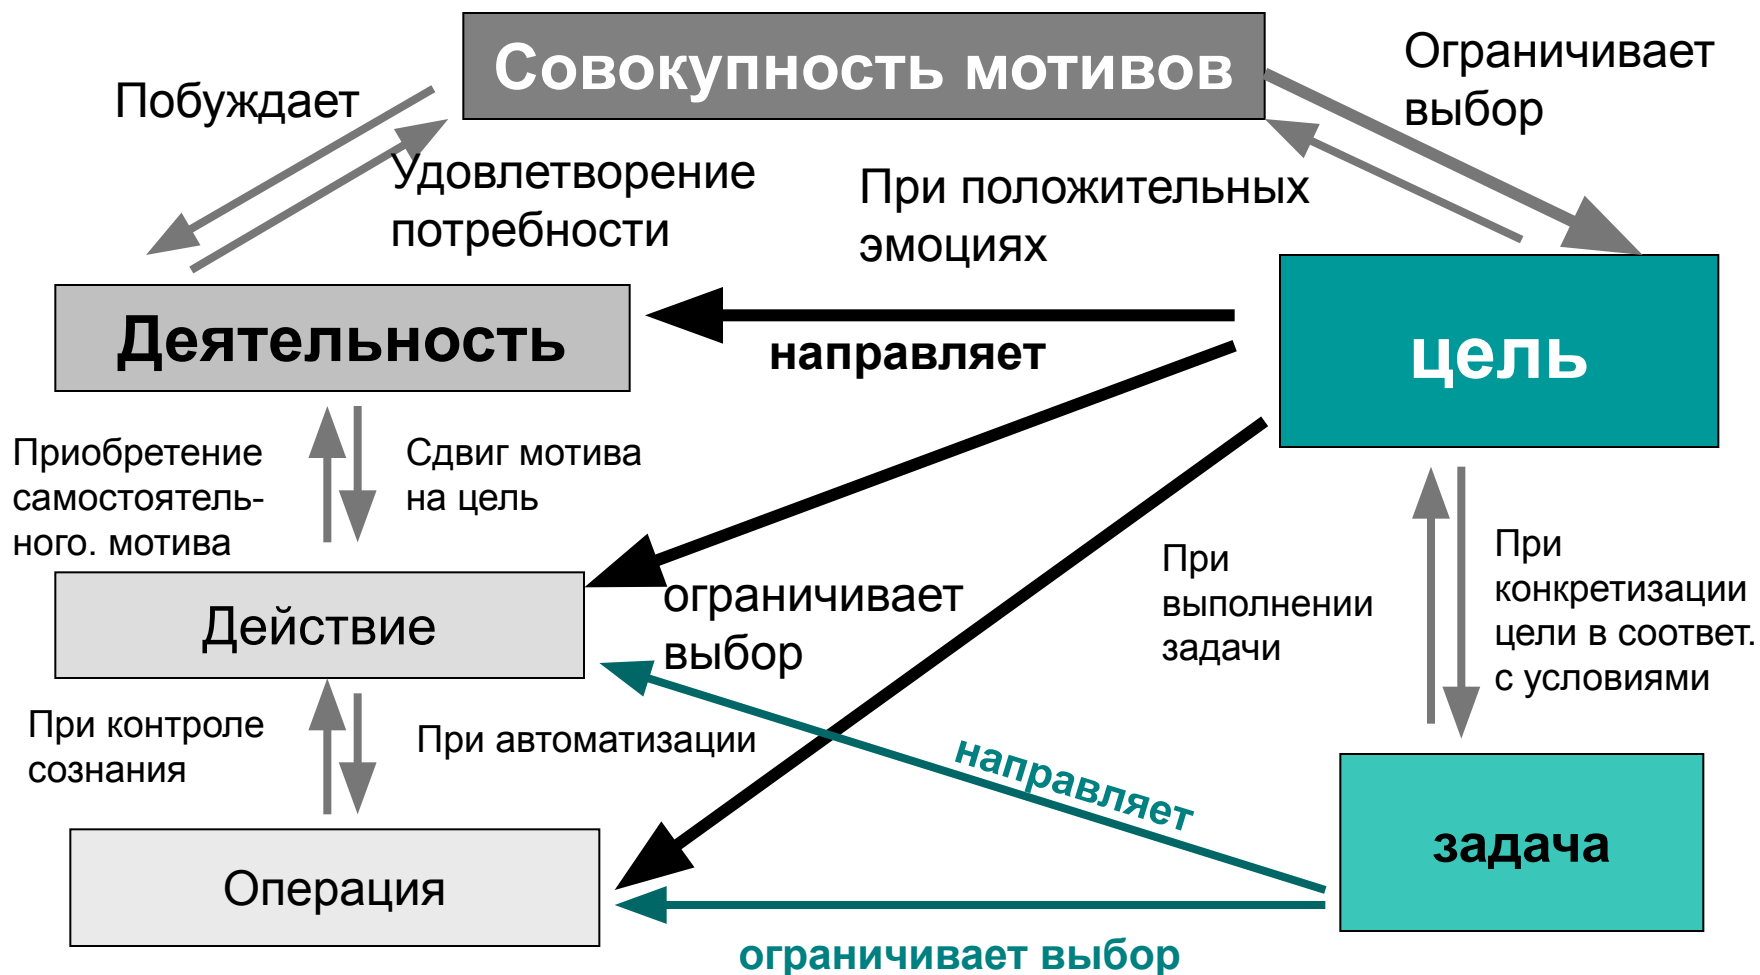 Совокупность мотивов
Ограничивает
выбор
Побуждает
Удовлетворение
потребности
При положительных
эмоциях
Деятельность
направляет
цель
Приобретение
самостоятель-
ного. мотива
Сдвиг мотива
на цель
При
выполнении
задачи
При
конкретизации
цели в соответ.
с условиями
Действие
ограничивает
выбор
При контроле
сознания
При автоматизации
направляет
задача
Операция
ограничивает выбор